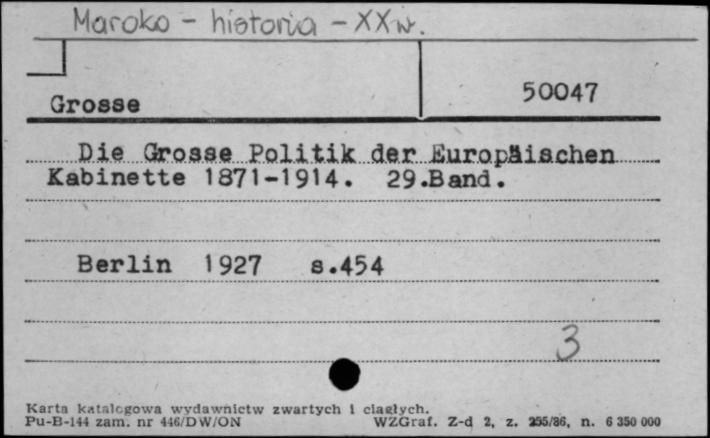 Maroko - historia - XX w.
Grosse
50047
Die Grosse Politik der Europäischen
Kabinette 1871-1914. 29.Band.
Berlin 1927 s.454
3
Karta katalogowa wydawnictw zwartych i ciągłych.
Pu-B-144 zam. nr 446/DW/ON
WZGraf. Z-d 2, z. 255/86, n. 6 350 000